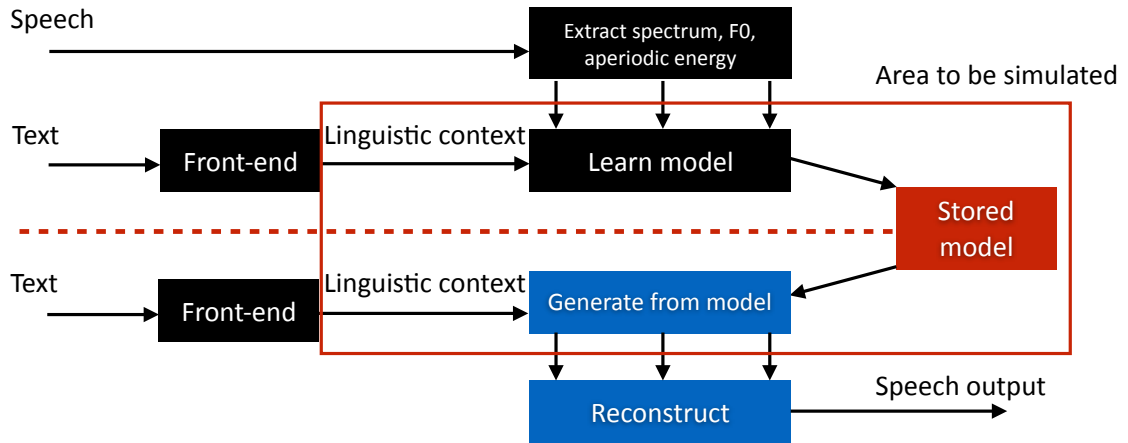 Speech
Extract spectrum, F0,
aperiodic energy
Area to be simulated
Text
Front-end
Linguistic context
Learn model
Stored
model
Text
Front-end
Linguistic context
Generate from model
Reconstruct
Speech output